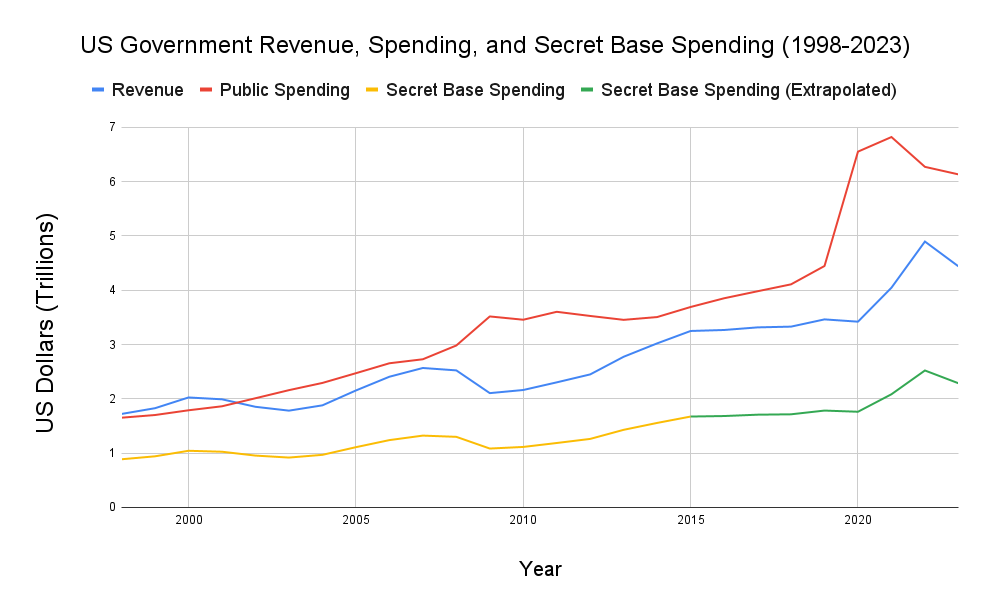 US Government Revenue, Spending, and Secret Base Spending (1998-2023)
Revenue Public Spending Secret Base Spending Secret Base Spending (Extrapolated)
US Dollars (Trillions)
7
6
5
4
3
2
1
0
2000 2005 2010 2015 2020
Year